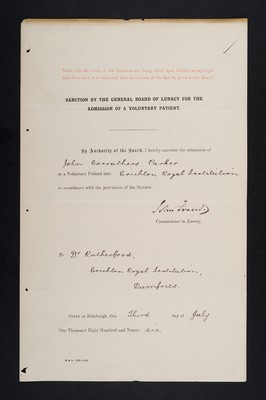 1
SANCTION BY THE GENERAL BOARD OF LUNACY FOR THE
ADMISSION OF A VOLUNTARY PATIENT.
By Authority of the Board, I hereby sanction the admission of
John Carruthers Parker
as a Voluntary Patient into Crichton Royal Institution
in accordance with the provisions of the Statute.
Commissioner in Lunacy.
To Dr Rutherford,
Crichton Royal Institution,
Dumfries.
Given at Edinburgh, this Third day of July
One Thousand Eight Hundred and Ninety-